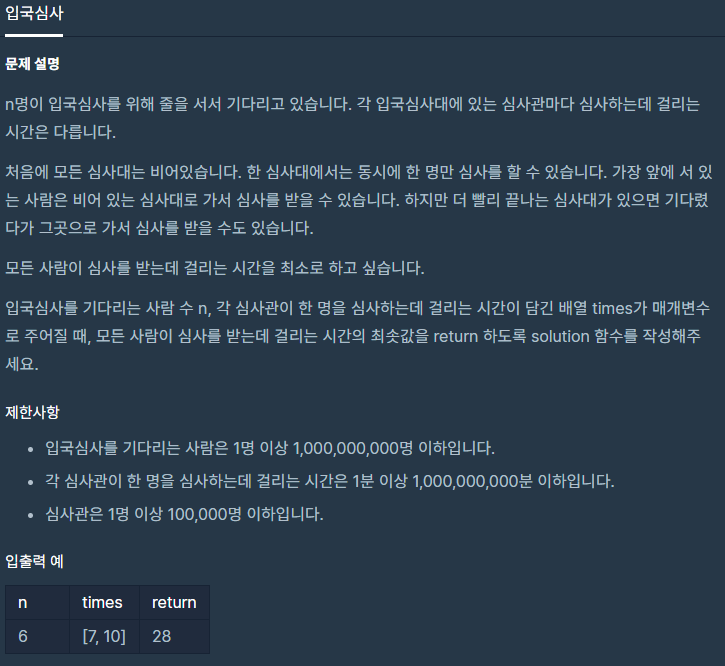 입국심사
문제 설명
n명이 입국심사를 위해 줄을 서서 기다리고 있습니다. 각 입국심사대에 있는 심사관마다 심사하는데 걸리는
시간은 다릅니다.
처음에 모든 심사대는 비어있습니다. 한 심사대에서는 동시에 한 명만 심사를 할 수 있습니다. 가장 앞에 서 있
는 사람은 비어 있는 심사대로 가서 심사를 받을 수 있습니다. 하지만 더 빨리 끝나는 심사대가 있으면 기다렸
다가 그곳으로 가서 심사를 받을 수도 있습니다.
모든 사람이 심사를 받는데 걸리는 시간을 최소로 하고 싶습니다.
입국심사를 기다리는 사람 수 n, 각 심사관이 한 명을 심사하는데 걸리는 시간이 담긴 배열 times가 매개변수
로 주어질 때, 모든 사람이 심사를 받는데 걸리는 시간의 최솟값을 return 하도록 solution 함수를 작성해주
세요.
제한사항
• 입국심사를 기다리는 사람은 1명 이상 1,000,000,000명 이하입니다.
• 각 심사관이 한 명을 심사하는데 걸리는 시간은 1분 이상 1,000,000,000분 이하입니다.
• 심사관은 1명 이상 100,000명 이하입니다.
입출력 예
n times return
6 [7, 10] 28